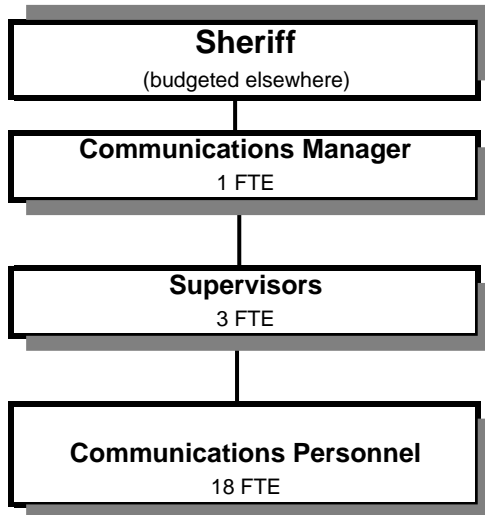 Sheriff
(budgeted elsewhere)
Communications Manager
1 FTE
Supervisors
3 FTE
Communications Personnel
18 FTE